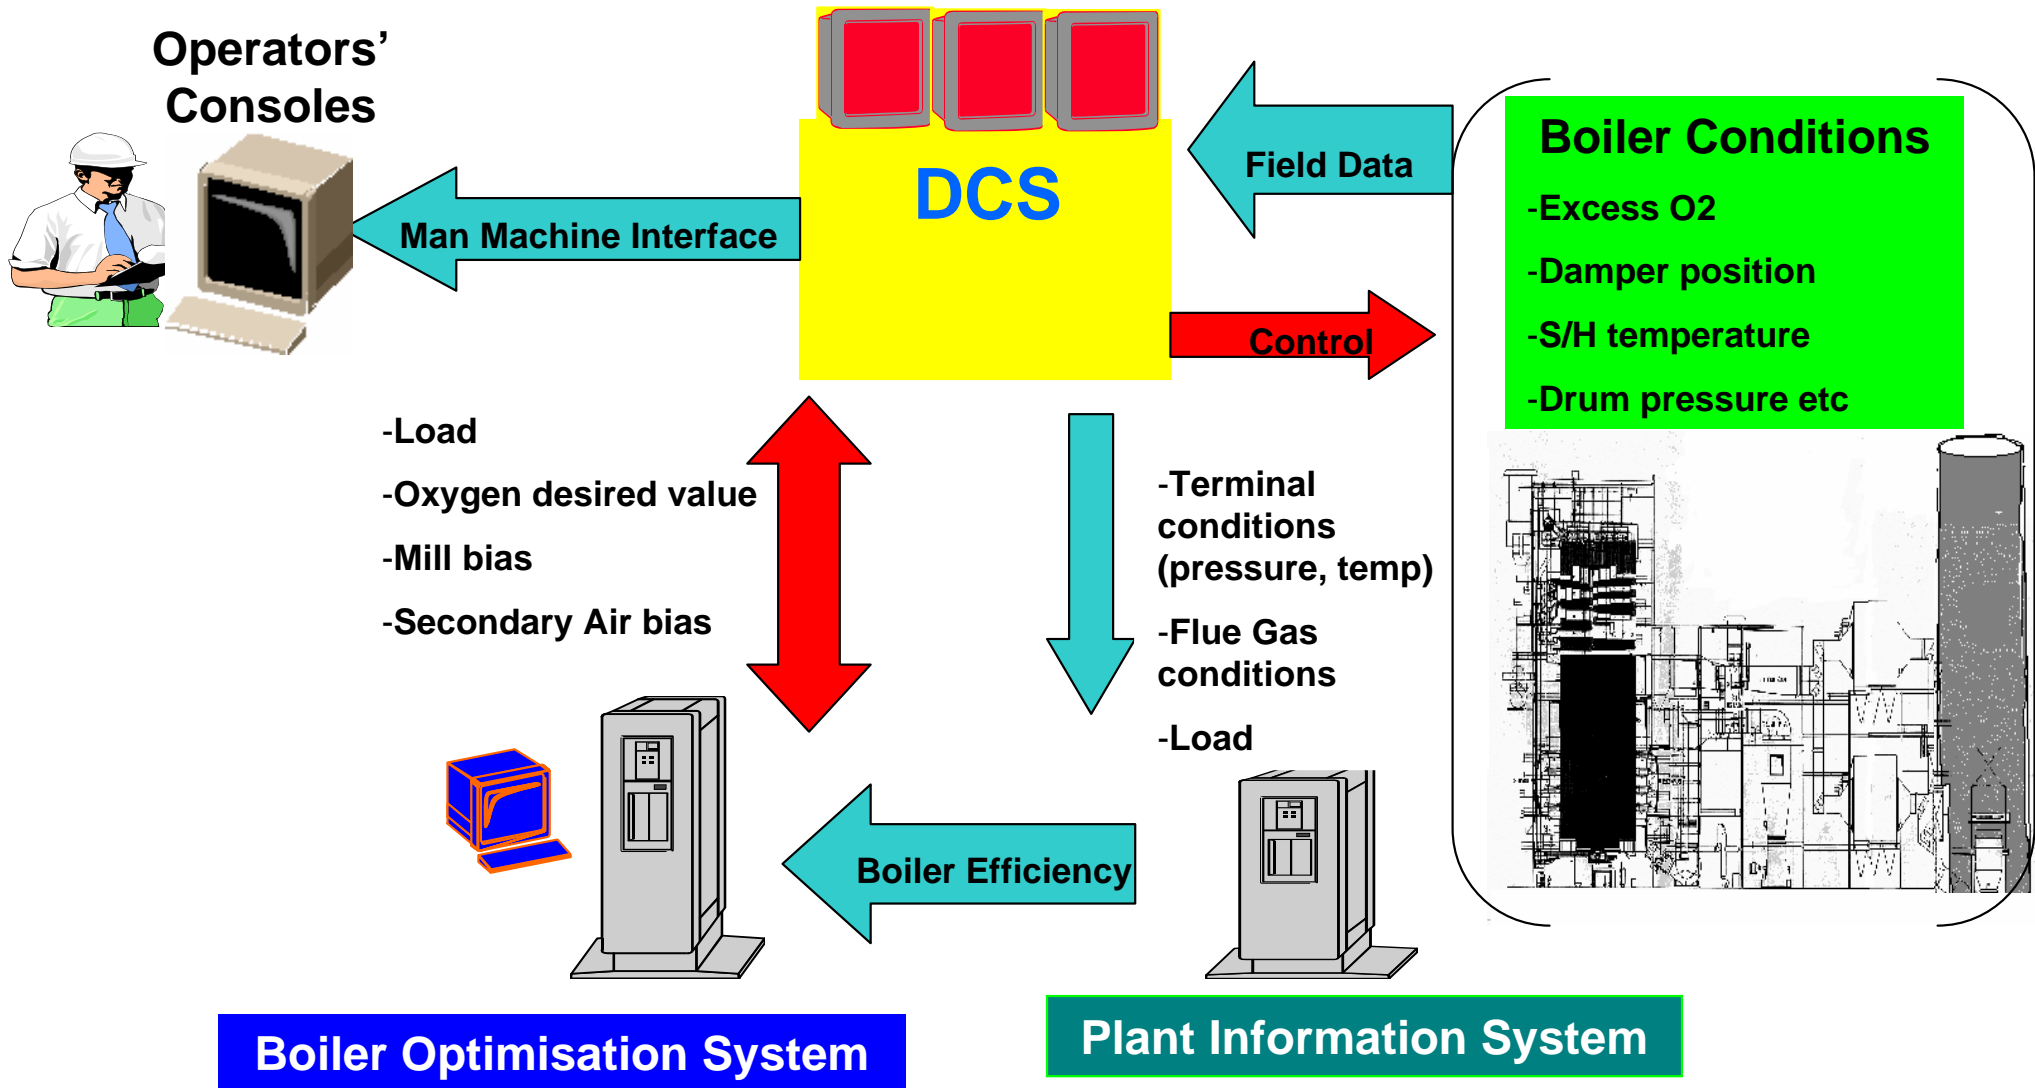 Operators’
Consoles
DCS
Man Machine Interface
Field Data
Control
Boiler Conditions
-Excess O2
-Damper position
-S/H temperature
-Drum pressure etc
-Load
-Oxygen desired value
-Mill bias
-Secondary Air bias
-Terminal
conditions
(pressure, temp)
-Flue Gas
conditions
-Load
Boiler Efficiency
Boiler Optimisation System
Plant Information System